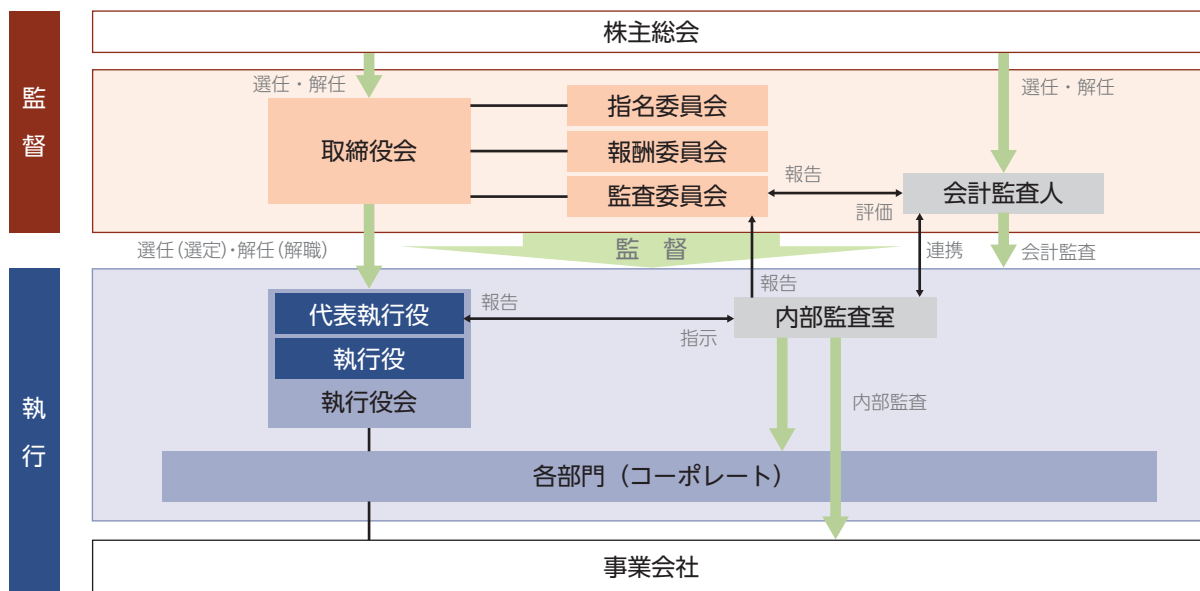 株主総会
監督
選任・解任
選任・解任
指名委員会
取締役会
報酬委員会
監査委員会
報告
評価
会計監査人
選任(選定)・解任(解職)
監 督
連携
会計監査
執行
報告
代表執行役
報告
指示
内部監査室
執行役
執行役会
内部監査
各部門（コーポレート）
事業会社